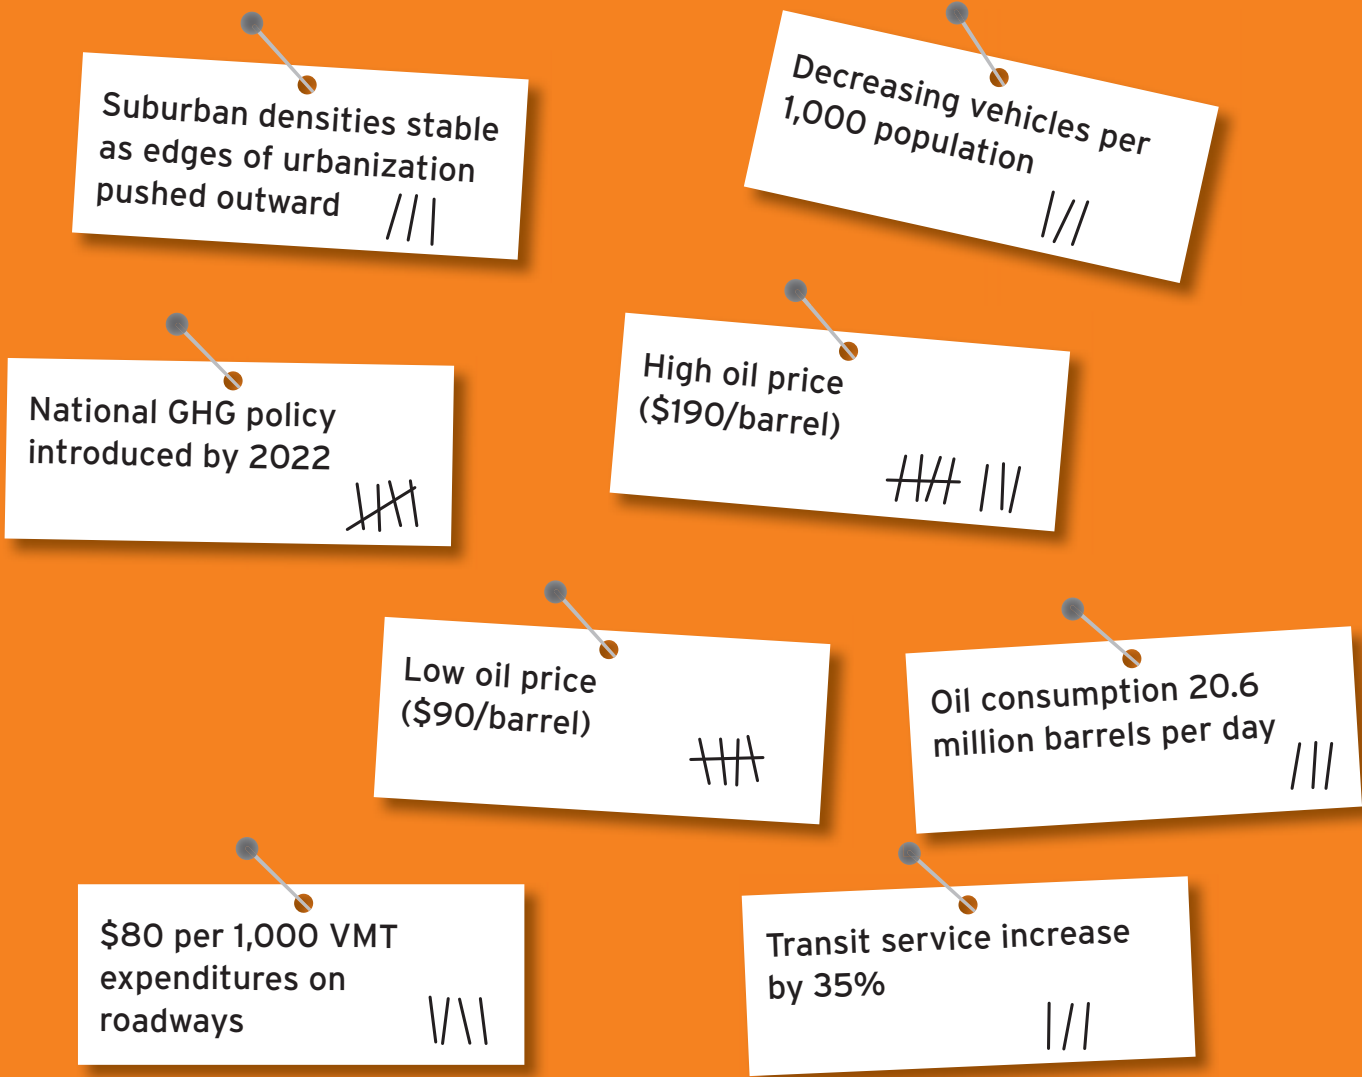 Suburban densities stable
as edges of urbanization
pushed outward
Decreasing vehicles per
1,000 population
National GHG policy
introduced by 2022
High oil price
($190/barrel)
Low oil price
($90/barrel)
Oil consumption 20.6
million barrels per day
$80 per 1,000 VMT
expenditures on
roadways
Transit service increase
by 35%